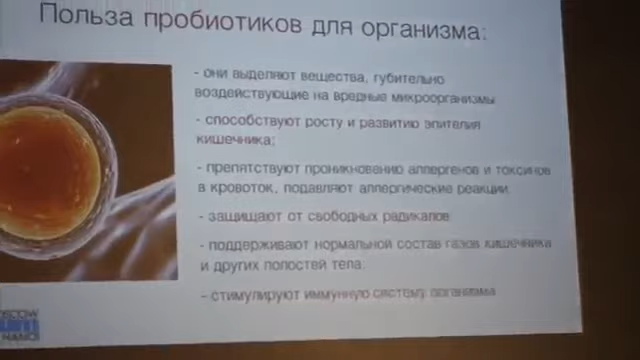 Польза пробиотиков для организма:
- они выделяют вещества, губительно
воздействующие на вредные микроорганизмы
- способствуют росту и развитию эпителия
кишечника;
- препятствуют проникновению аллергенов и токсинов
в кровоток, подавляют аллергические реакции
- защищают от свободных радикалов
- поддерживают нормальной состав газов кишечника
и других полостей тела;
- стимулируют иммунную систему организма